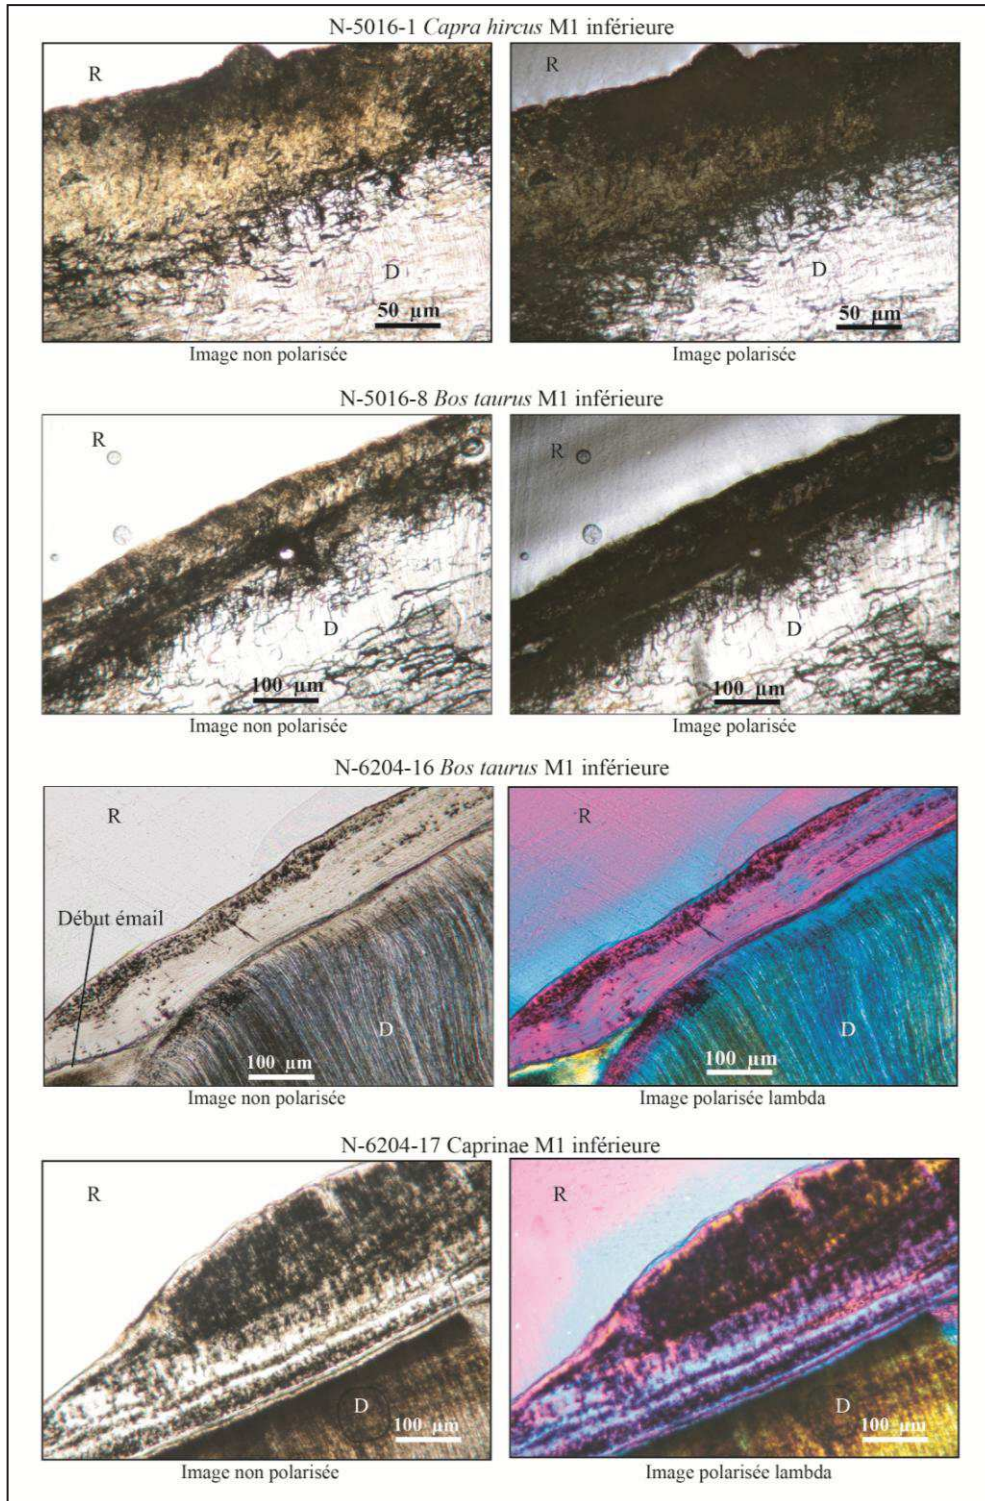 N-5016-1 Capra hircus M1 inférieure
R
R
D
D
50 µm
50 µm
Image non polarisée
Image polarisée
N-5016-8 Bos taurus M1 inférieure
R
R
D
D
100 µm
100 µm
Image non polarisée
Image polarisée
N-6204-16 Bos taurus M1 inférieure
R
R
Début émail
D
D
100 µm
100 µm
Image non polarisée
Image polarisée lambda
N-6204-17 Caprinae M1 inférieure
R
R
D
D
100 µm
100 µm
Image non polarisée
Image polarisée lambda